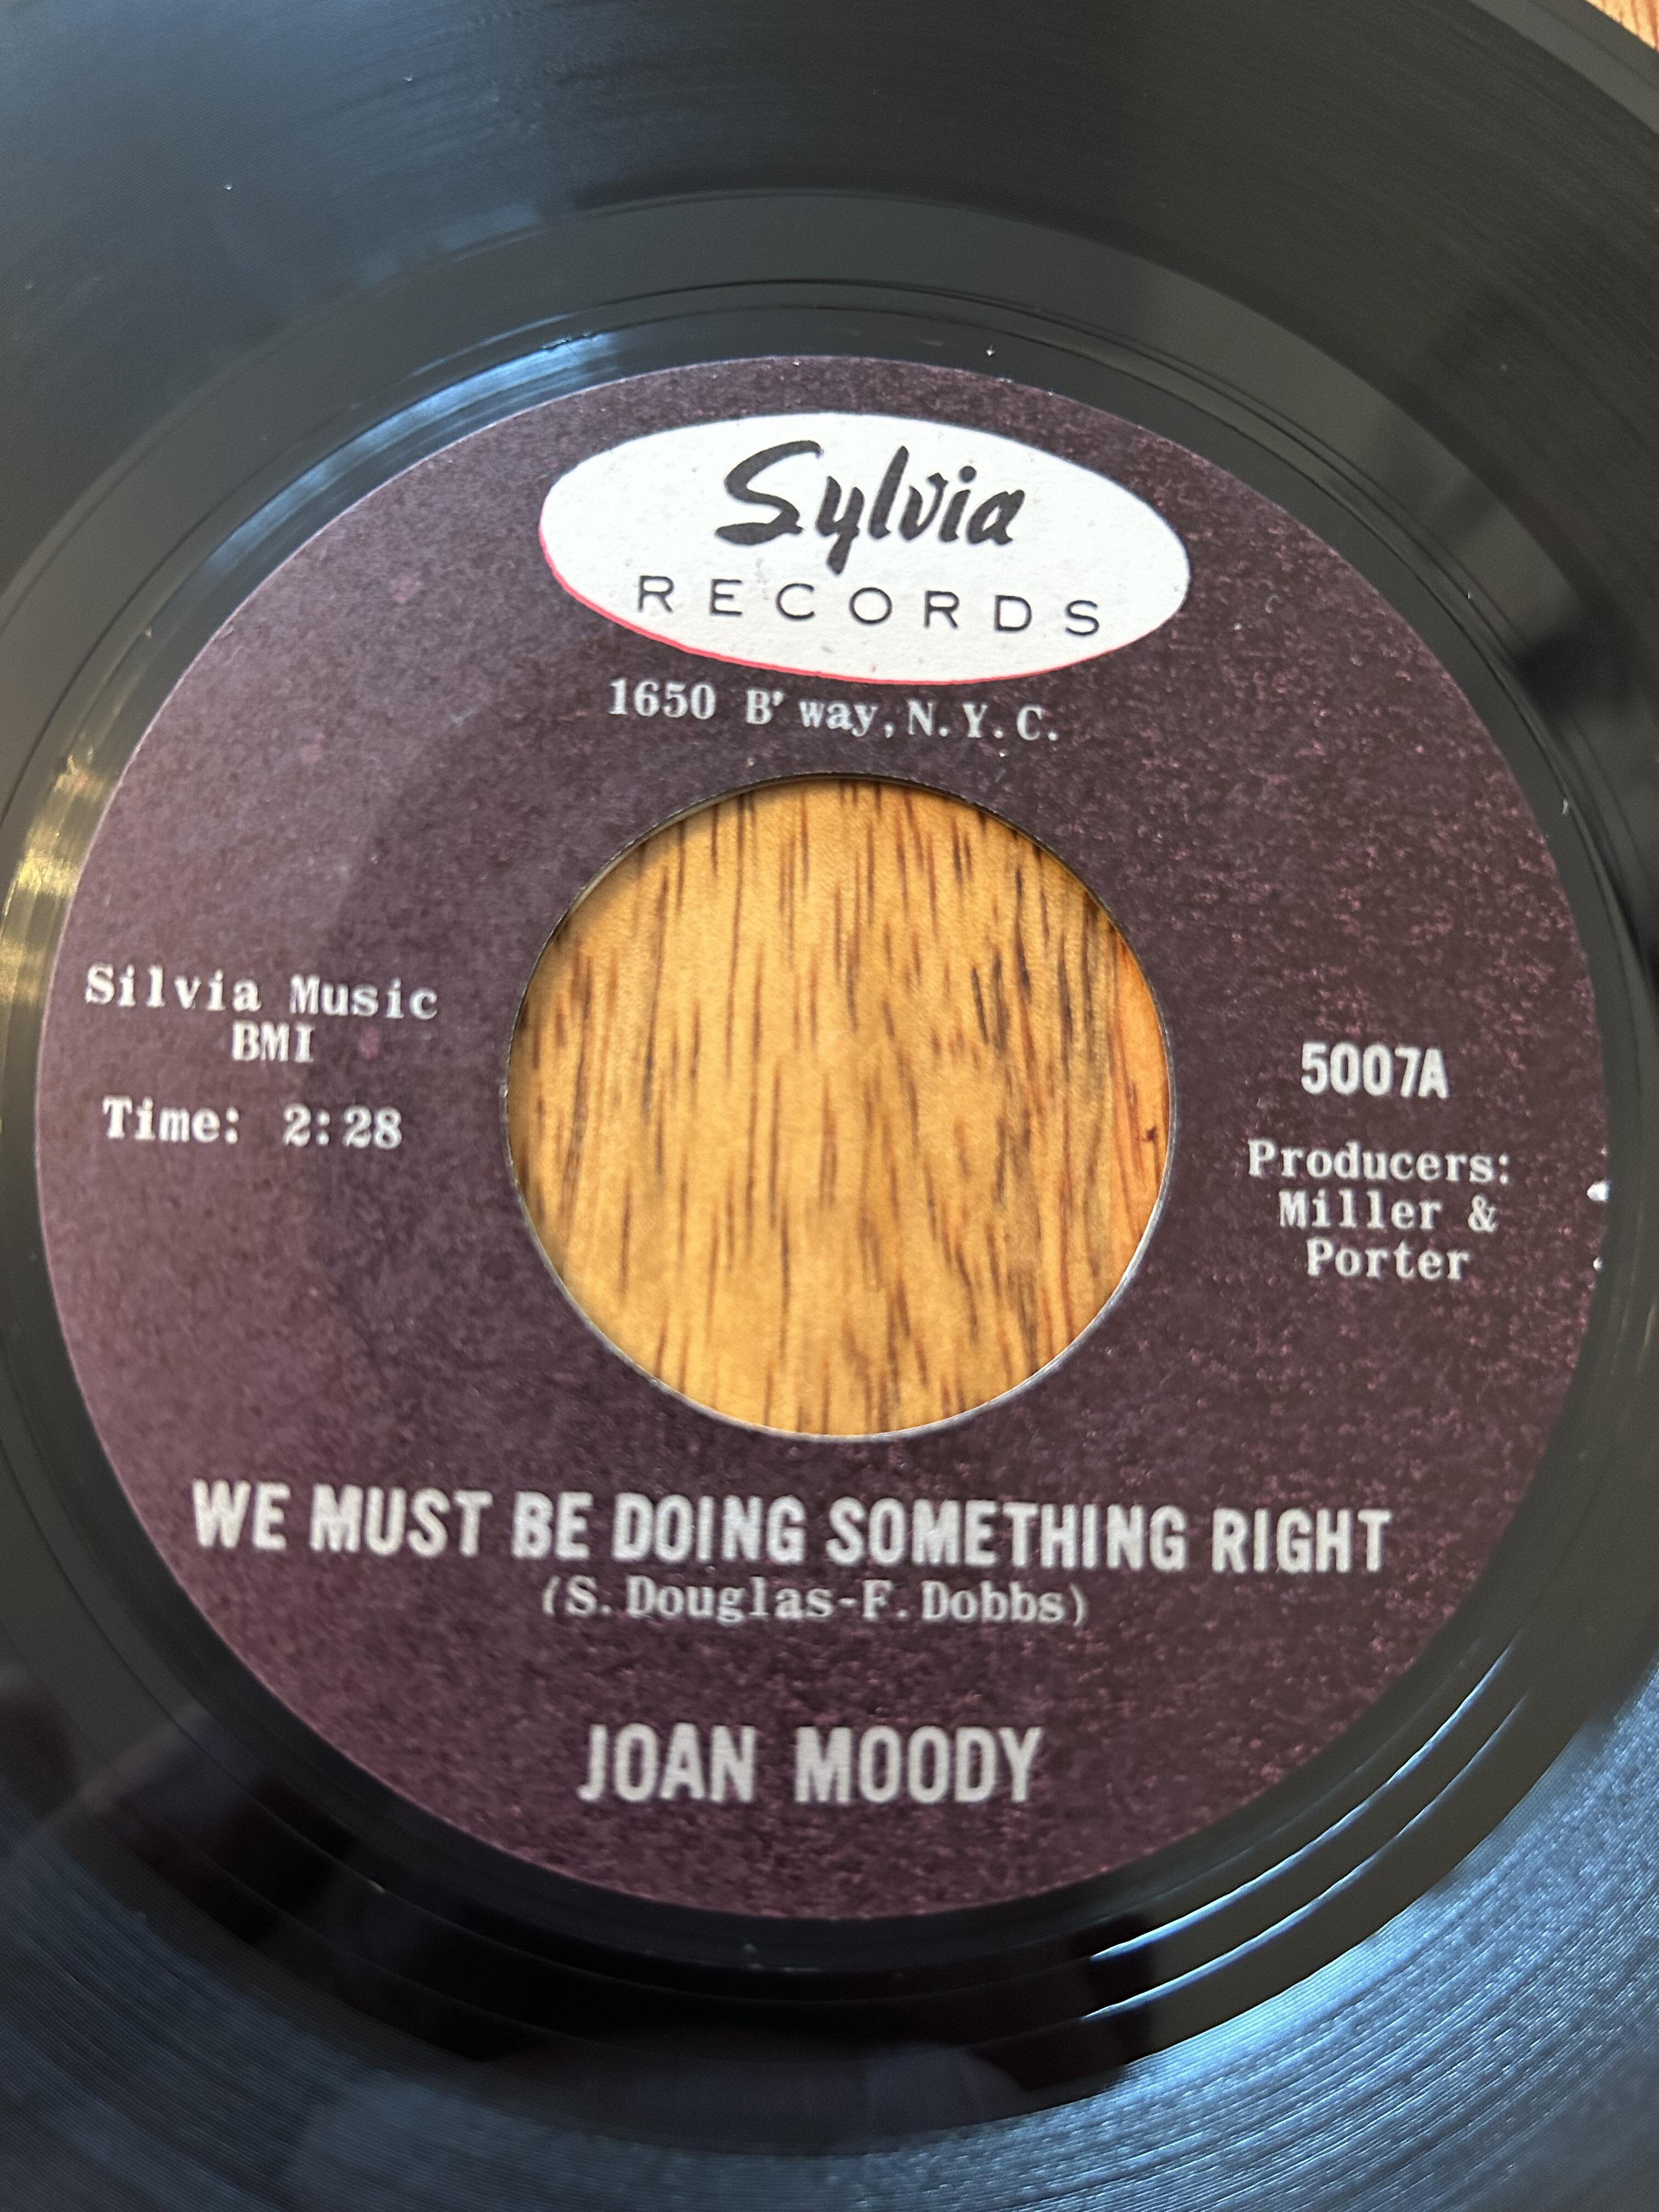 Sylvia
RECORDS
1650 B'way, N.Y.C.
Silvia Music
BMI
Time: 2:28
5007A
Producers:
Miller &
Porter
WE MUST BE DOING SOMETHING RIGHT
(S. Douglas-F. Dobbs)
JOAN MOODY